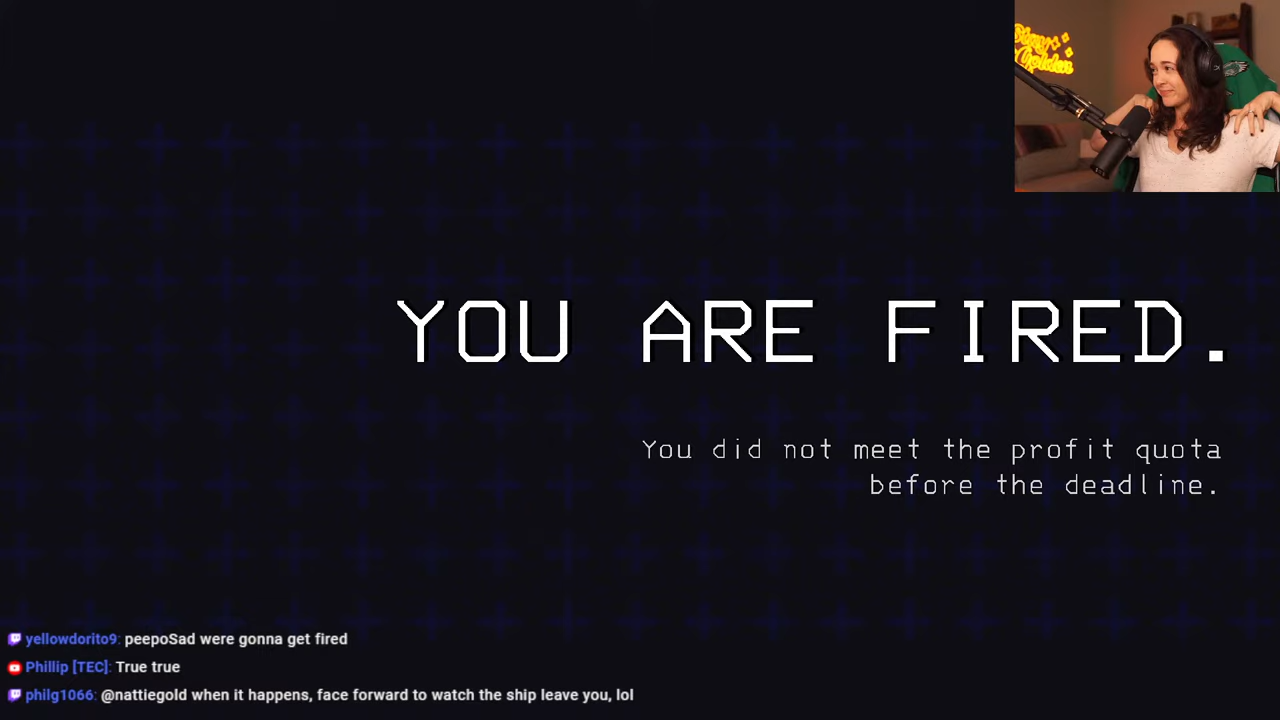 YOU ARE FIRED.
You did not meet the profit quota
before the deadline.
yellowdorito9: peepoSad were gonna get fired
Phillip [TEC]: True true
philg1066: @nattiegold when it happens, face forward to watch the ship leave you, lol